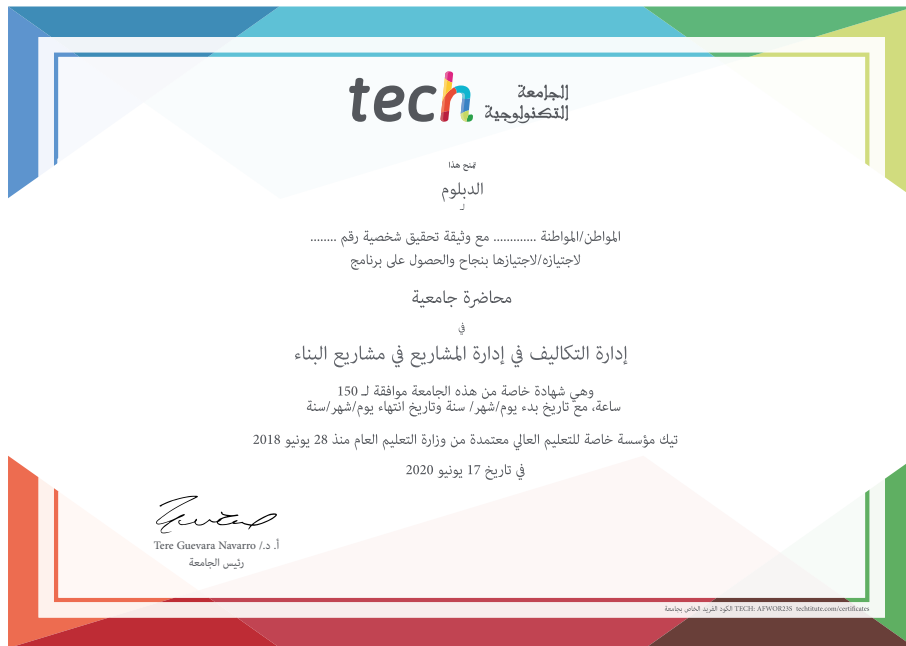 tech
الجامعة
التكنولوجية
تمنح هذا
الدبلوم
لـ
المواطن/المواطنة ............. مع وثيقة تحقيق شخصية رقم ........
لاجتيازه/لاجتيازها بنجاح والحصول على برنامج
محاضرة جامعية
في
إدارة التكاليف في إدارة المشاريع في مشاريع البناء
وهي شهادة خاصة من هذه الجامعة موافقة لـ 150
ساعة، مع تاريخ بدء يوم/شهر/ سنة وتاريخ انتهاء يوم/شهر/سنة
تيك مؤسسة خاصة للتعليم العالي معتمدة من وزارة التعليم العام منذ 28 يونيو 2018
في تاريخ 17 يونيو 2020
أ. د./ Tere Guevara Navarro
رئيس الجامعة
الكود الفريد الخاص بجامعة TECH: AFWOR23S techtitute.com/certificates